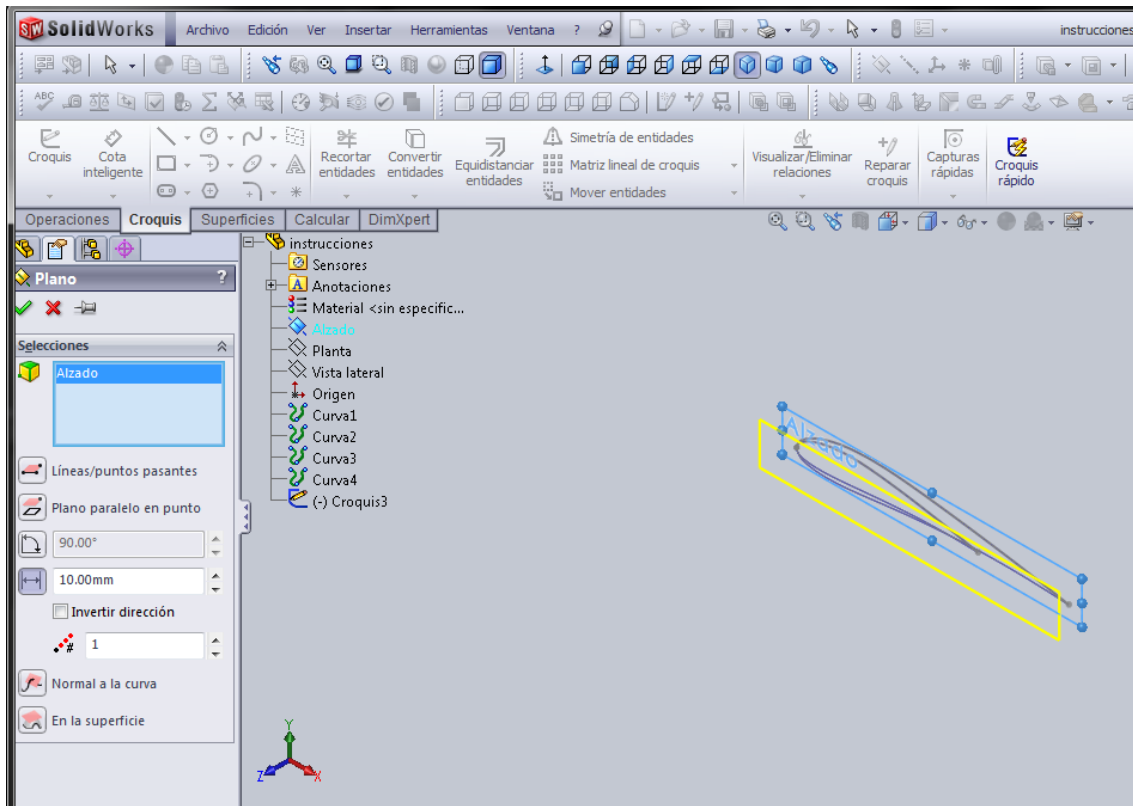 SolidWorks Archivo Edición Ver Insertar Herramientas Ventana ? instrucciones
ABC
Croquis
Cota inteligente
Recortar entidades
Convertir entidades
Equidistanciar entidades
Simetría de entidades
Matriz lineal de croquis
Mover entidades
Visualizar/Eliminar relaciones
Reparar croquis
Capturas rápidas
Croquis rápido
Operaciones Croquis Superficies Calcular DimXpert
Plano ?
Selecciones
Alzado
Líneas/puntos pasantes
Plano paralelo en punto
90.00°
10.00mm
Invertir dirección
# 1
Normal a la curva
En la superficie
instrucciones
Sensores
A Anotaciones
Material <sin especific...
Alzado
Planta
Vista lateral
Origen
Curva1
Curva2
Curva3
Curva4
(-) Croquis3
Alzado
Y
Z X